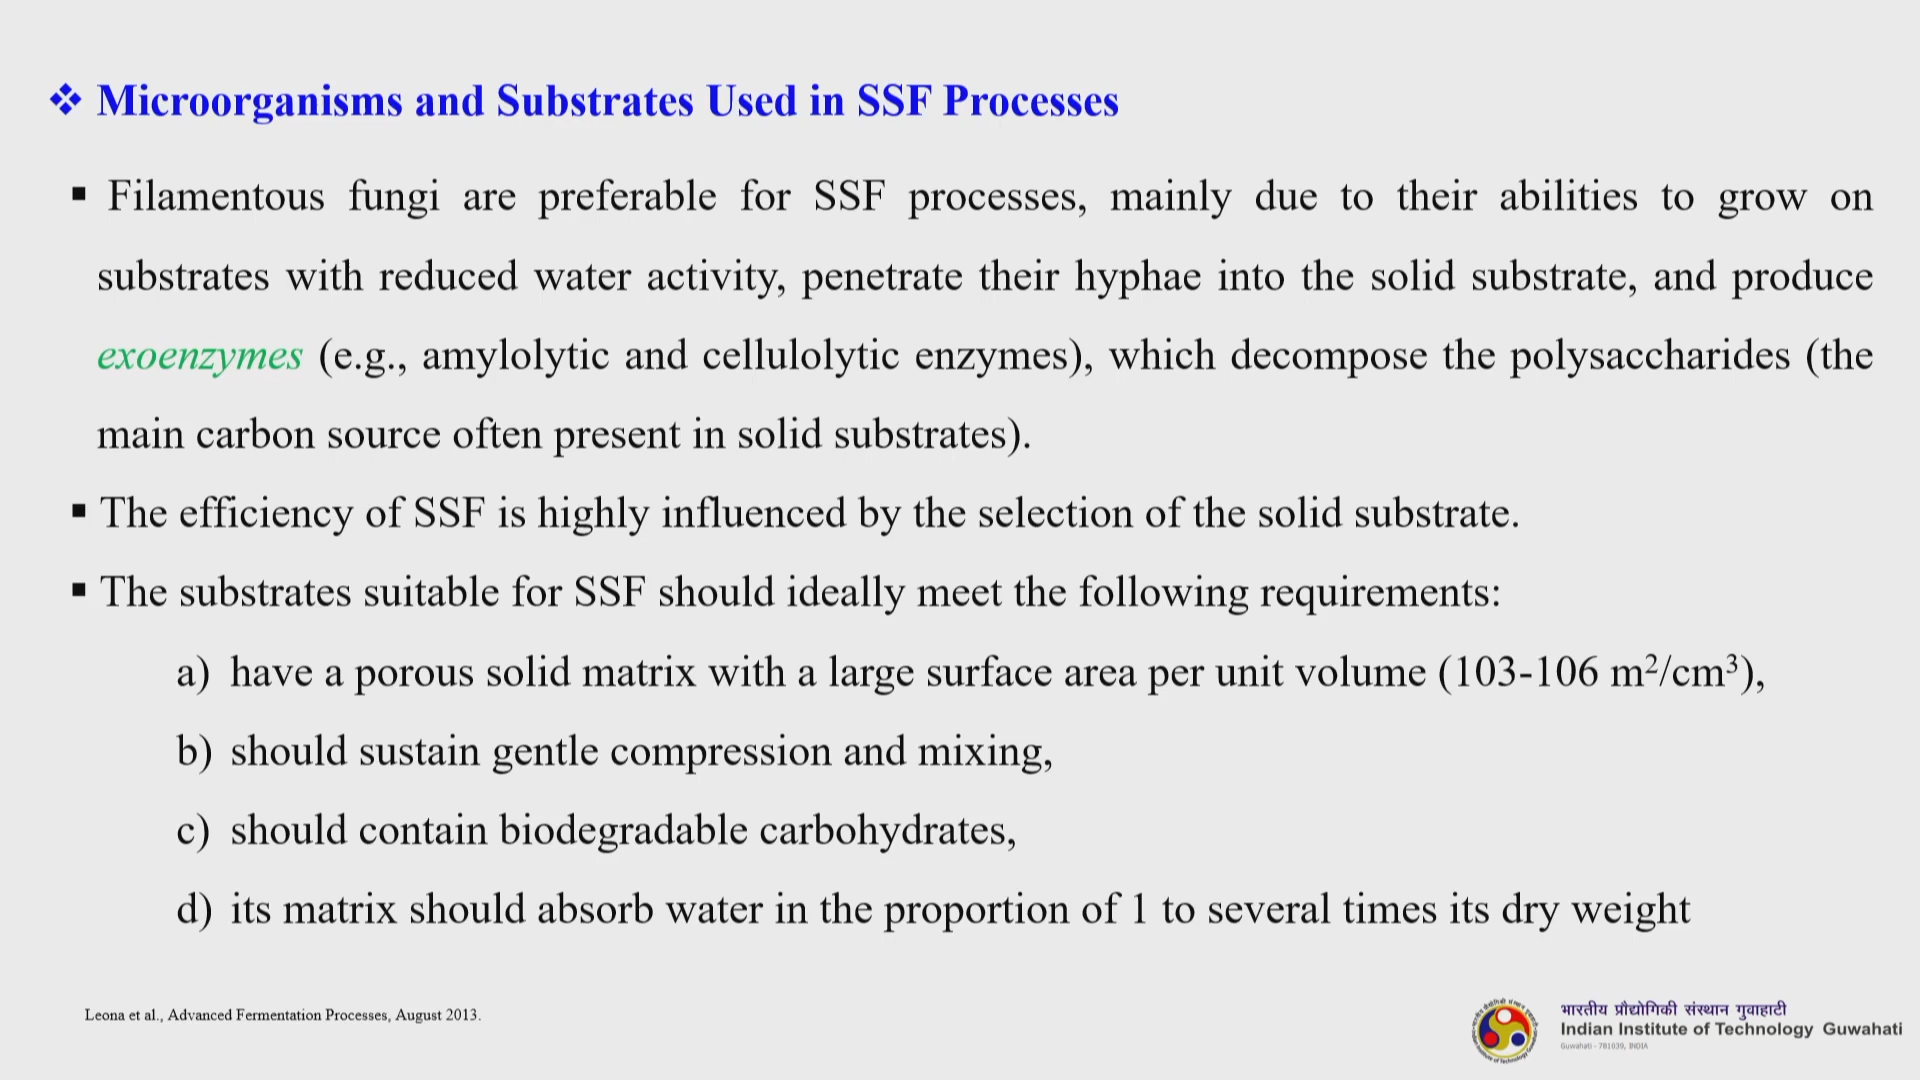 ❖ Microorganisms and Substrates Used in SSF Processes
▪ Filamentous fungi are preferable for SSF processes, mainly due to their abilities to grow on
substrates with reduced water activity, penetrate their hyphae into the solid substrate, and produce
exoenzymes (e.g., amylolytic and cellulolytic enzymes), which decompose the polysaccharides (the
main carbon source often present in solid substrates).
▪ The efficiency of SSF is highly influenced by the selection of the solid substrate.
▪ The substrates suitable for SSF should ideally meet the following requirements:
a) have a porous solid matrix with a large surface area per unit volume (103-106 m²/cm³),
b) should sustain gentle compression and mixing,
c) should contain biodegradable carbohydrates,
d) its matrix should absorb water in the proportion of 1 to several times its dry weight
Leona et al., Advanced Fermentation Processes, August 2013.
भारतीय प्रौद्योगिकी संस्थान गुवाहाटी
Indian Institute of Technology Guwahati
Guwahati - 781039, INDIA